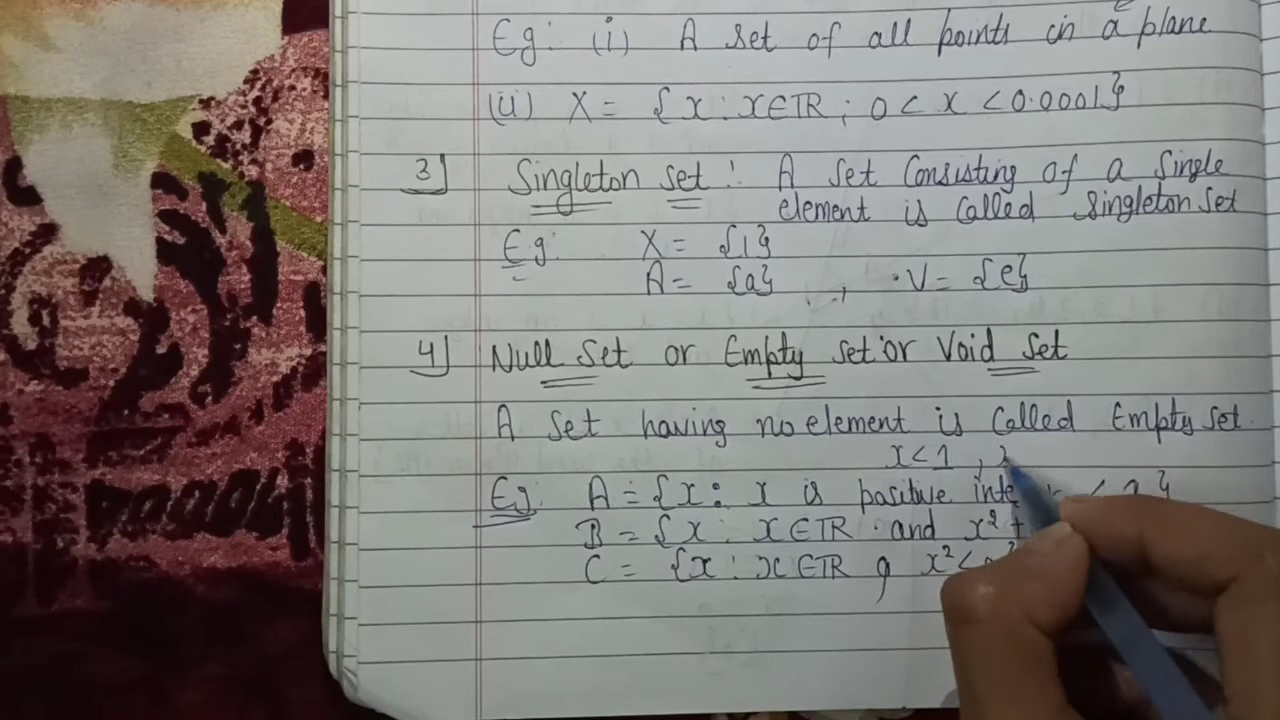 Eg: (i) A set of all points in a plane
(ii) X = {x : x∈R ; 0 < x < 0.0001}
3] Singleton set : A set Consisting of a Single
element is called singleton set
Eg: X = {1}
A = {a} , V = {e}
4] Null set or Empty set or Void set
A set having no element is called Empty set.
x < 1 ,
Eg: A = {x : x is positive inte
B = {x : x∈R and x² +
C = {x : x∈R , x² <